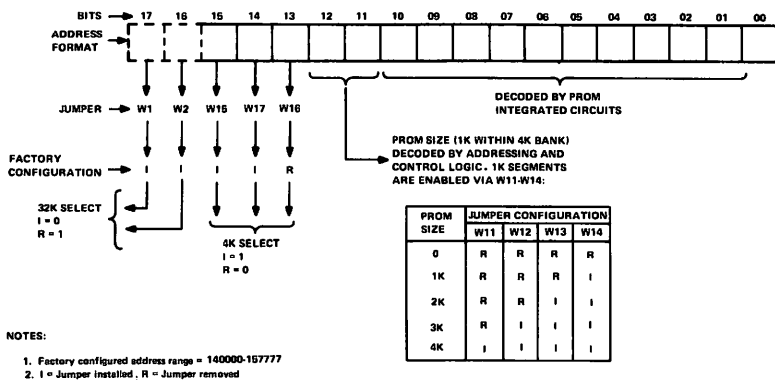 BITS 17 16 15 14 13 12 11 10 09 08 07 06 05 04 03 02 01 00
ADDRESS
FORMAT
JUMPER W1 W2 W15 W17 W16
DECODED BY PROM
INTEGRATED CIRCUITS
PROM SIZE (1K WITHIN 4K BANK)
DECODED BY ADDRESSING AND
CONTROL LOGIC. 1K SEGMENTS
ARE ENABLED VIA W11-W14:
FACTORY
CONFIGURATION I I I I R
32K SELECT
I = 0
R = 1
4K SELECT
I = 1
R = 0
PROM SIZE JUMPER CONFIGURATION
W11 W12 W13 W14
0 R R R R
1K R R R I
2K R R I I
3K R I I I
4K I I I I
NOTES:
1. Factory configured address range = 140000-157777
2. I = Jumper installed, R = Jumper removed